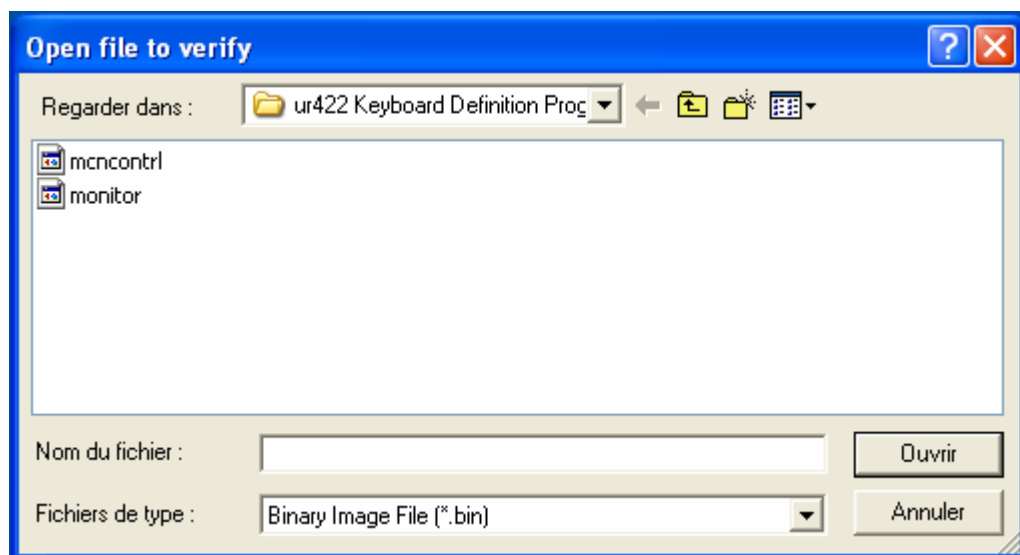 Open file to verify
Regarder dans :
ur422 Keyboard Definition Prog
mcncontrl
monitor
Nom du fichier :
Ouvrir
Fichiers de type :
Binary Image File (*.bin)
Annuler